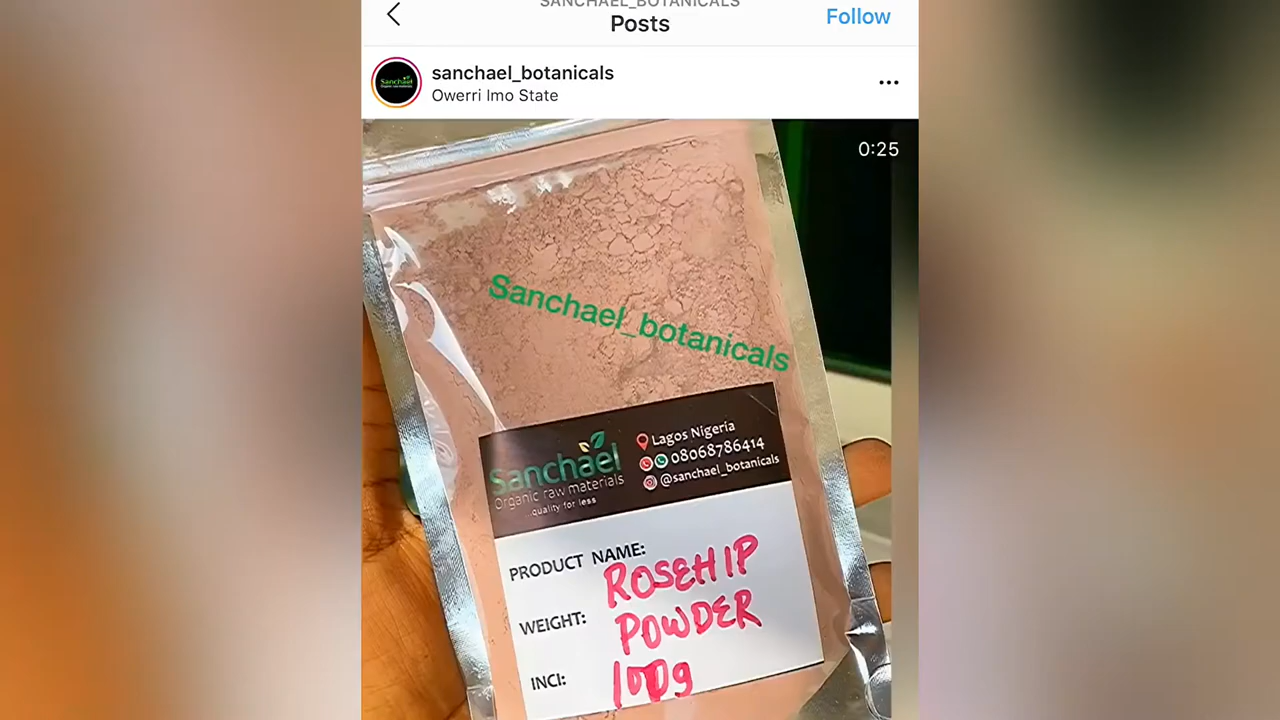 SANCHAEL_BOTANICALS
Posts
Follow
sanchael_botanicals
Owerri Imo State
0:25
Sanchael_botanicals
Sanchael
Organic raw materials
...quality for less
Lagos Nigeria
08068786414
@sanchael_botanicals
PRODUCT NAME:
ROSEHIP
WEIGHT:
POWDER
INCI:
100g